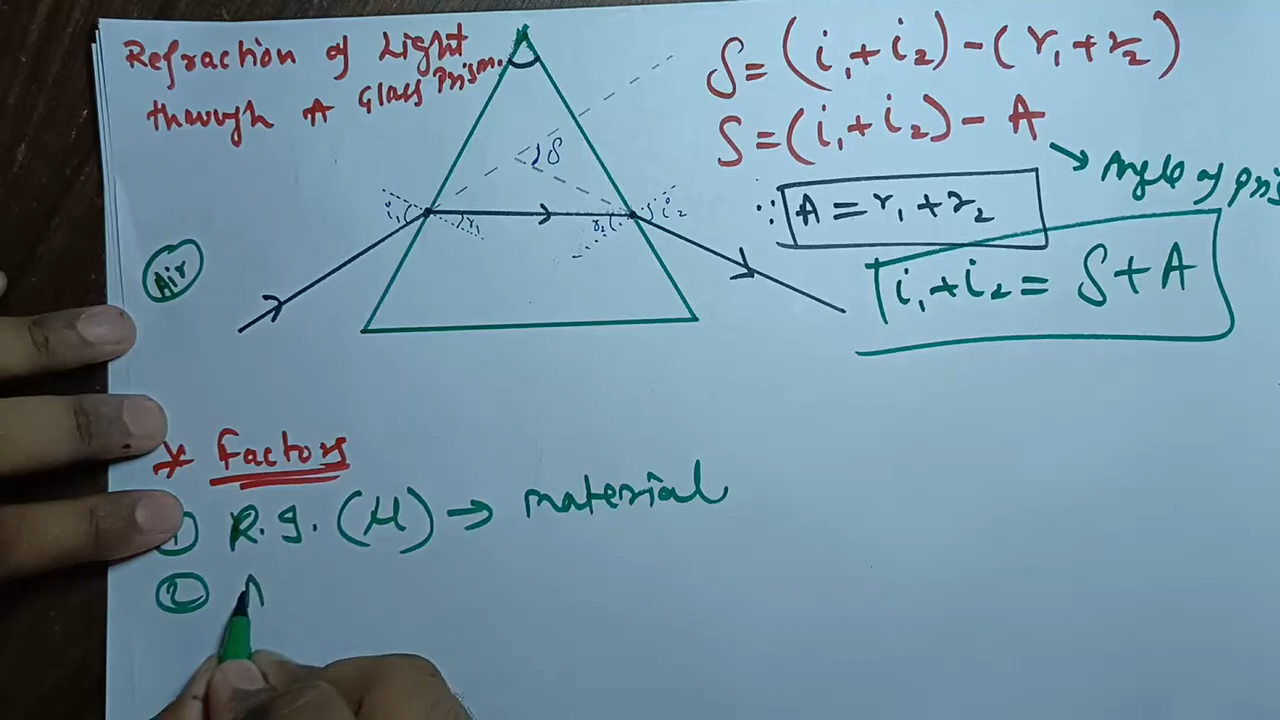 Refraction of Light
through A Glass Prism.
δ = (i₁+i₂) - (r₁+r₂)
δ = (i₁+i₂) - A
→ Angle of Pris
∵ A = r₁ + r₂
i₁+i₂ = δ + A
δ
i₁
r₁
r₂
i₂
Air
* Factors
① R.I. (μ) → material
② A